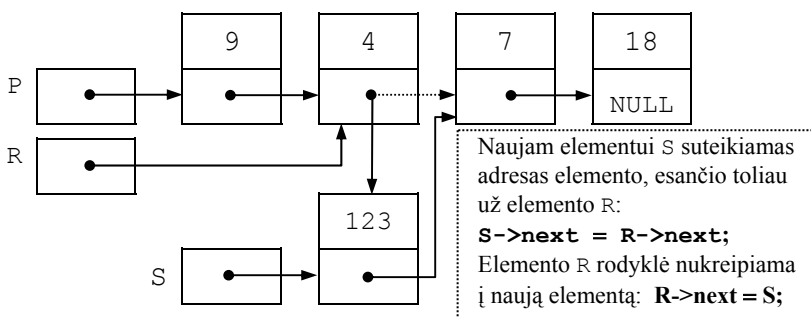 9 4 7 18
P
NULL
R
Naujam elementui S suteikiamas
adresas elemento, esančio toliau
už elemento R:
S->next = R->next;
Elemento R rodyklė nukreipiama
į naują elementą: R->next = S;
123
S